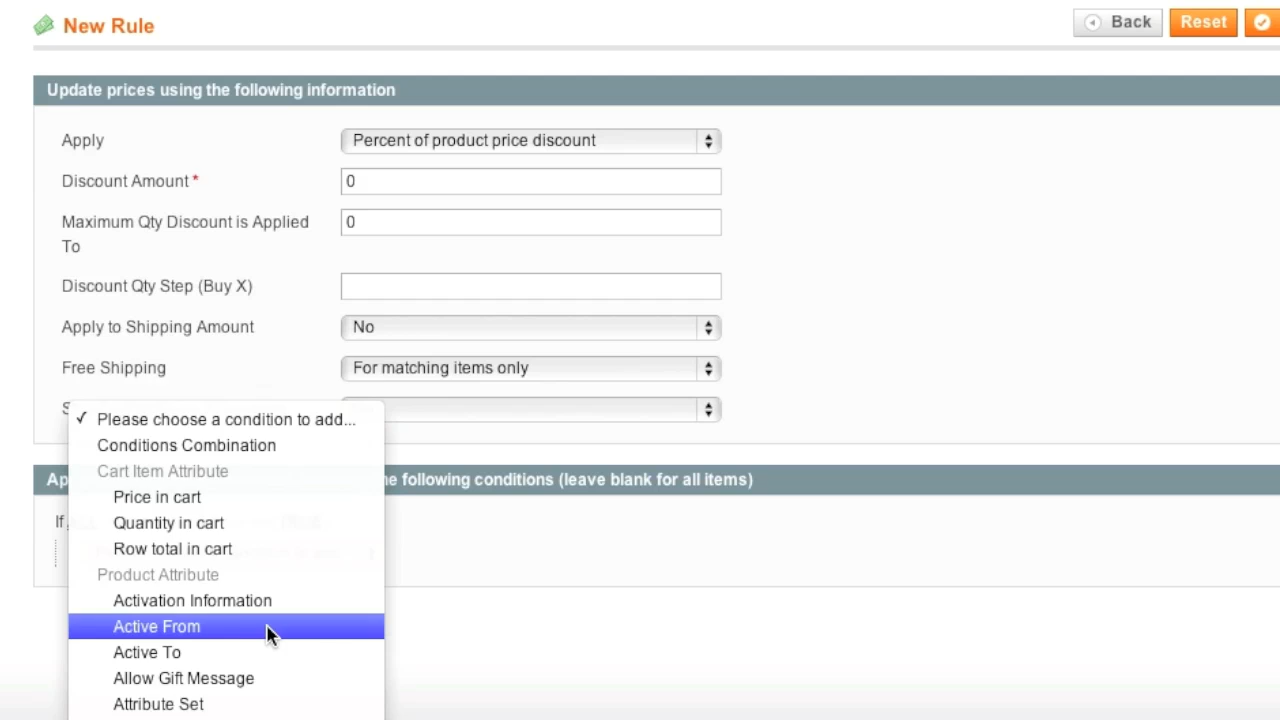 New Rule
Back
Reset
Update prices using the following information
Apply
Percent of product price discount
Discount Amount *
0
Maximum Qty Discount is Applied
To
0
Discount Qty Step (Buy X)
Apply to Shipping Amount
No
Free Shipping
For matching items only
✓ Please choose a condition to add...
Conditions Combination
Cart Item Attribute
following conditions (leave blank for all items)
Price in cart
If
Quantity in cart
Row total in cart
Product Attribute
Activation Information
Active From
Active To
Allow Gift Message
Attribute Set